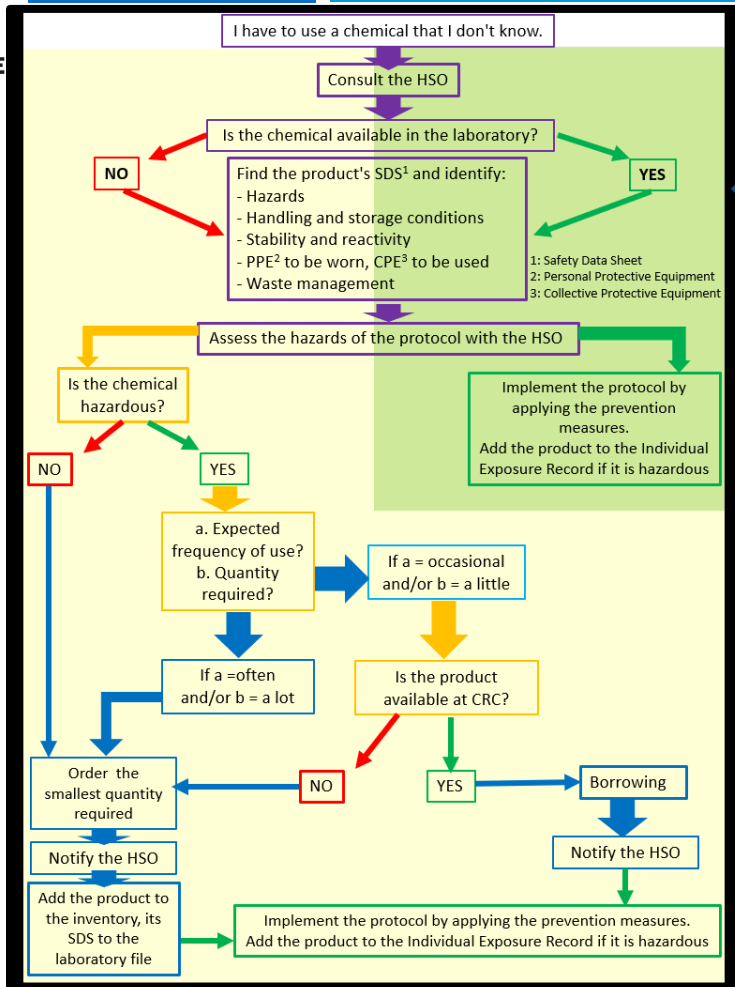 E
I have to use a chemical that I don't know.
Consult the HSO
Is the chemical available in the laboratory?
NO
YES
Find the product's SDS¹ and identify:
- Hazards
- Handling and storage conditions
- Stability and reactivity
- PPE² to be worn, CPE³ to be used
- Waste management
1: Safety Data Sheet
2: Personal Protective Equipment
3: Collective Protective Equipment
Assess the hazards of the protocol with the HSO
Is the chemical
hazardous?
Implement the protocol by
applying the prevention
measures.
Add the product to the Individual
Exposure Record if it is hazardous
NO
YES
a. Expected
frequency of use?
b. Quantity
required?
If a = occasional
and/or b = a little
If a =often
and/or b = a lot
Is the product
available at CRC?
Order the
smallest quantity
required
NO
YES
Borrowing
Notify the HSO
Notify the HSO
Add the product to
the inventory, its
SDS to the
laboratory file
Implement the protocol by applying the prevention measures.
Add the product to the Individual Exposure Record if it is hazardous